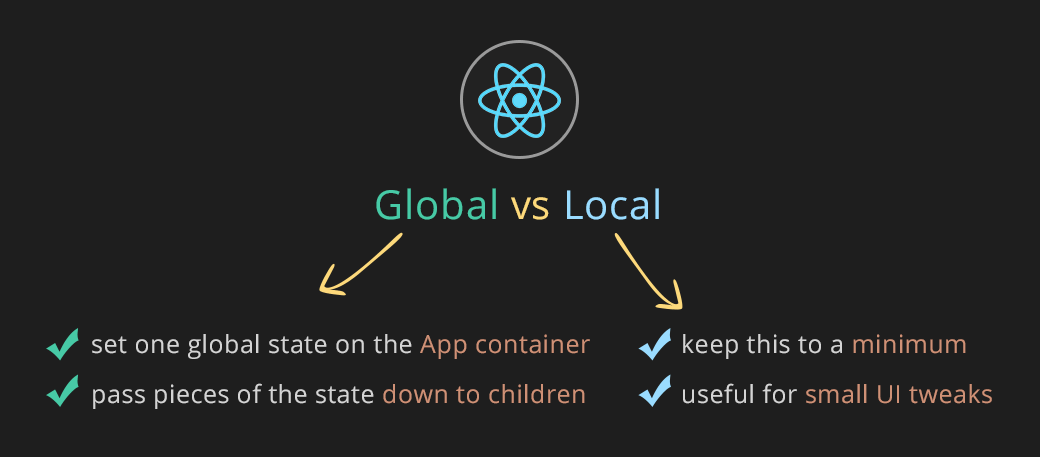 Global vs Local
set one global state on the App container
pass pieces of the state down to children
keep this to a minimum
useful for small UI tweaks